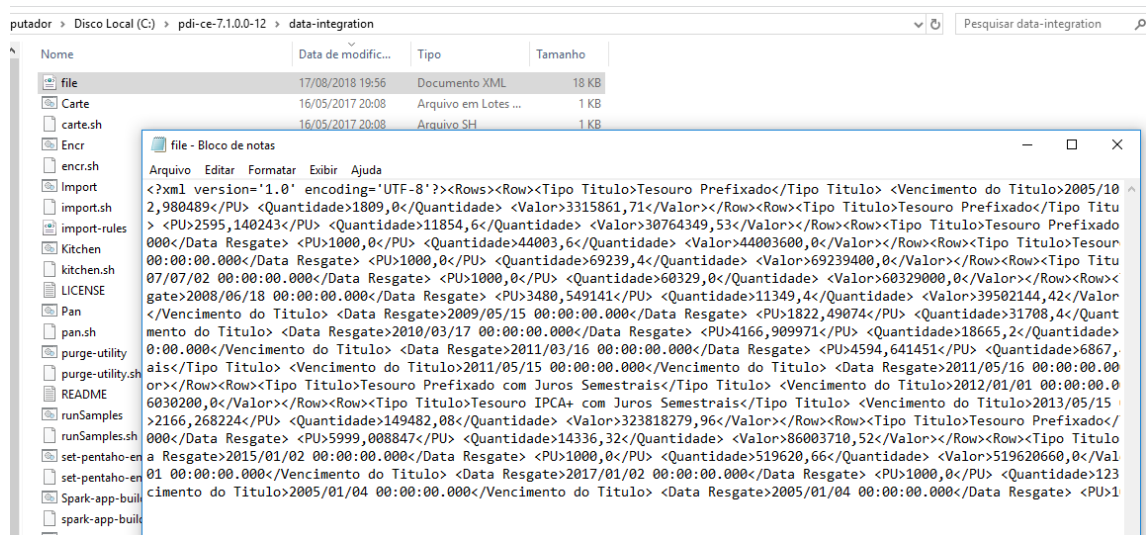 putador > Disco Local (C:) > pdi-ce-7.1.0.0-12 > data-integration Pesquisar data-integration
Nome Data de modific... Tipo Tamanho
file 17/08/2018 19:56 Documento XML 18 KB
Carte 16/05/2017 20:08 Arquivo em Lotes ... 1 KB
carte.sh 16/05/2017 20:08 Arquivo SH 1 KB
Encr
encr.sh
Import
import.sh
import-rules
Kitchen
kitchen.sh
LICENSE
Pan
pan.sh
purge-utility
purge-utility.sh
README
runSamples
runSamples.sh
set-pentaho-en
set-pentaho-en
Spark-app-buil
spark-app-build
file - Bloco de notas
Arquivo Editar Formatar Exibir Ajuda
<?xml version='1.0' encoding='UTF-8'?><Rows><Row><Tipo Titulo>Tesouro Prefixado</Tipo Titulo> <Vencimento do Titulo>2005/10
2,980489</PU> <Quantidade>1809,0</Quantidade> <Valor>3315861,71</Valor></Row><Row><Tipo Titulo>Tesouro Prefixado</Tipo Titu
> <PU>2595,140243</PU> <Quantidade>11854,6</Quantidade> <Valor>30764349,53</Valor></Row><Row><Tipo Titulo>Tesouro Prefixado
000</Data Resgate> <PU>1000,0</PU> <Quantidade>44003,6</Quantidade> <Valor>44003600,0</Valor></Row><Row><Tipo Titulo>Tesour
00:00:00.000</Data Resgate> <PU>1000,0</PU> <Quantidade>69239,4</Quantidade> <Valor>69239400,0</Valor></Row><Row><Tipo Titu
07/07/02 00:00:00.000</Data Resgate> <PU>1000,0</PU> <Quantidade>60329,0</Quantidade> <Valor>60329000,0</Valor></Row><Row><
gate>2008/06/18 00:00:00.000</Data Resgate> <PU>3480,549141</PU> <Quantidade>11349,4</Quantidade> <Valor>39502144,42</Valor
</Vencimento do Titulo> <Data Resgate>2009/05/15 00:00:00.000</Data Resgate> <PU>1822,49074</PU> <Quantidade>31708,4</Quant
mento do Titulo> <Data Resgate>2010/03/17 00:00:00.000</Data Resgate> <PU>4166,909971</PU> <Quantidade>18665,2</Quantidade>
0:00.000</Vencimento do Titulo> <Data Resgate>2011/03/16 00:00:00.000</Data Resgate> <PU>4594,641451</PU> <Quantidade>6867,
ais</Tipo Titulo> <Vencimento do Titulo>2011/05/15 00:00:00.000</Vencimento do Titulo> <Data Resgate>2011/05/16 00:00:00.00
or></Row><Row><Tipo Titulo>Tesouro Prefixado com Juros Semestrais</Tipo Titulo> <Vencimento do Titulo>2012/01/01 00:00:00.0
6030200,0</Valor></Row><Row><Tipo Titulo>Tesouro IPCA+ com Juros Semestrais</Tipo Titulo> <Vencimento do Titulo>2013/05/15
>2166,268224</PU> <Quantidade>149482,08</Quantidade> <Valor>323818279,96</Valor></Row><Row><Tipo Titulo>Tesouro Prefixado</
000</Data Resgate> <PU>5999,008847</PU> <Quantidade>14336,32</Quantidade> <Valor>86003710,52</Valor></Row><Row><Tipo Titulo
a Resgate>2015/01/02 00:00:00.000</Data Resgate> <PU>1000,0</PU> <Quantidade>519620,66</Quantidade> <Valor>519620660,0</Val
01 00:00:00.000</Vencimento do Titulo> <Data Resgate>2017/01/02 00:00:00.000</Data Resgate> <PU>1000,0</PU> <Quantidade>123
cimento do Titulo>2005/01/04 00:00:00.000</Vencimento do Titulo> <Data Resgate>2005/01/04 00:00:00.000</Data Resgate> <PU>1